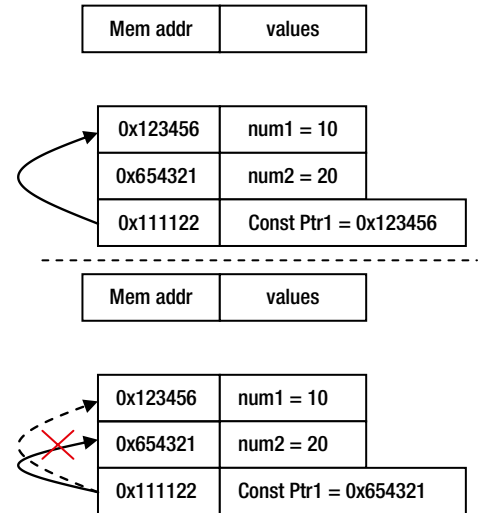 Mem addr values
0x123456 num1 = 10
0x654321 num2 = 20
0x111122 Const Ptr1 = 0x123456
Mem addr values
0x123456 num1 = 10
0x654321 num2 = 20
0x111122 Const Ptr1 = 0x654321